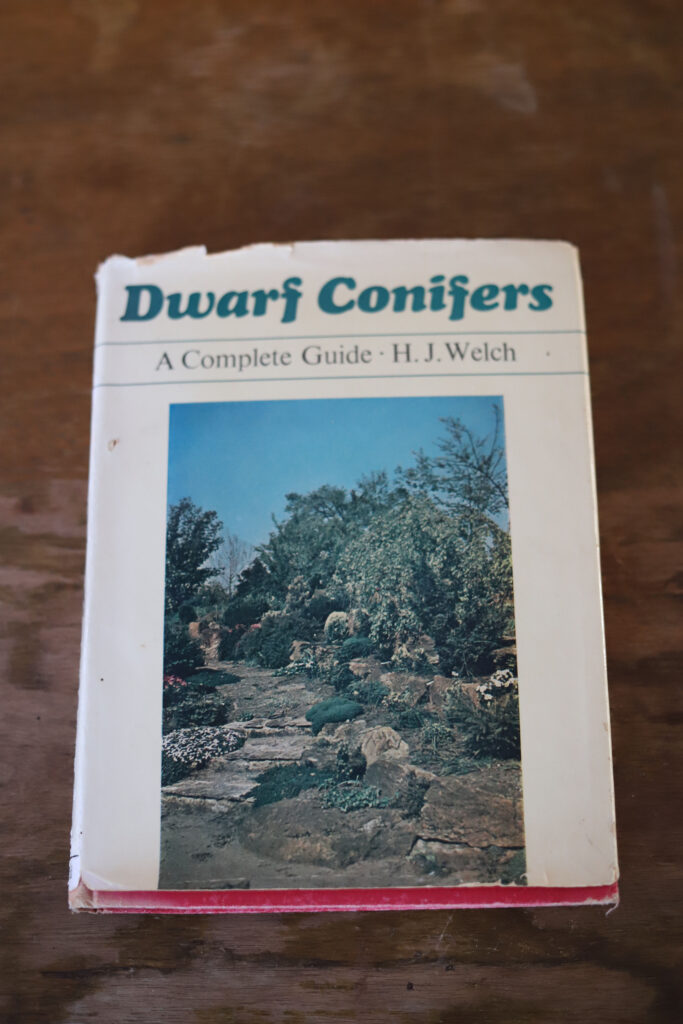 Dwarf Conifers
A Complete Guide · H. J. Welch